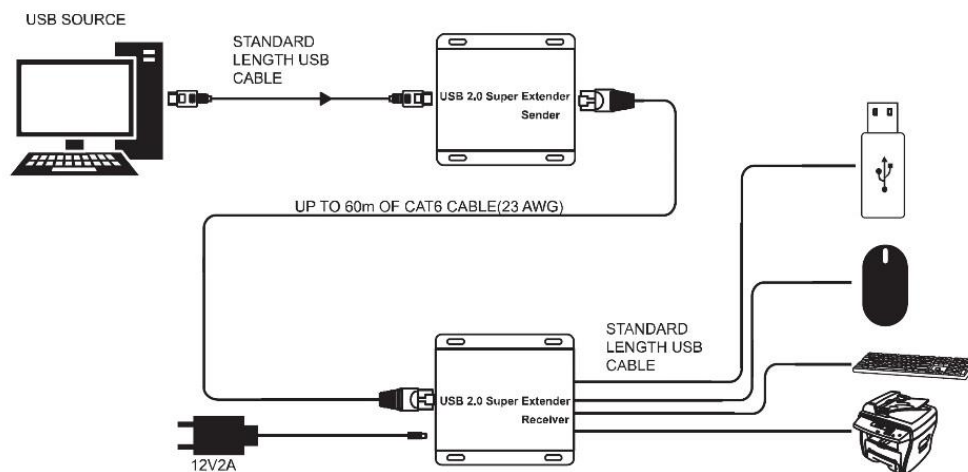 USB SOURCE
STANDARD
LENGTH USB
CABLE
USB 2.0 Super Extender
Sender
UP TO 60m OF CAT6 CABLE(23 AWG)
STANDARD
LENGTH USB
CABLE
USB 2.0 Super Extender
Receiver
12V2A